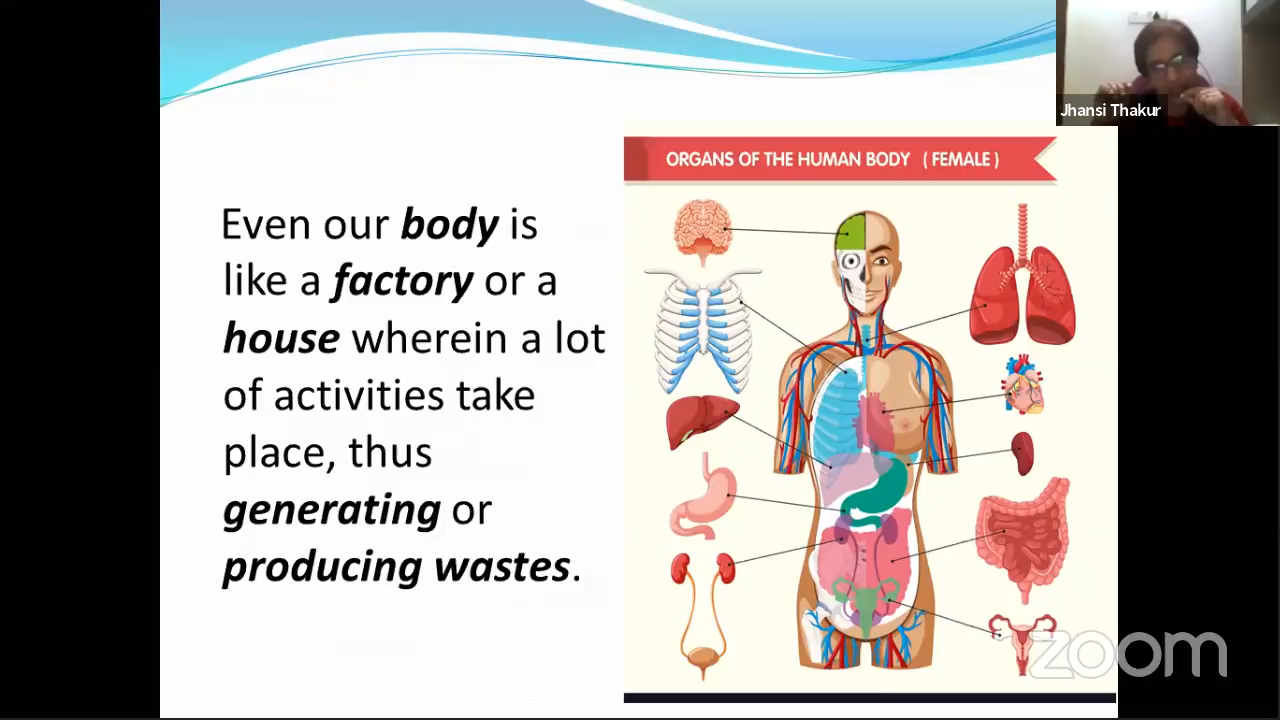 Jhansi Thakur
ORGANS OF THE HUMAN BODY ( FEMALE )
Even our body is
like a factory or a
house wherein a lot
of activities take
place, thus
generating or
producing wastes.
zoom